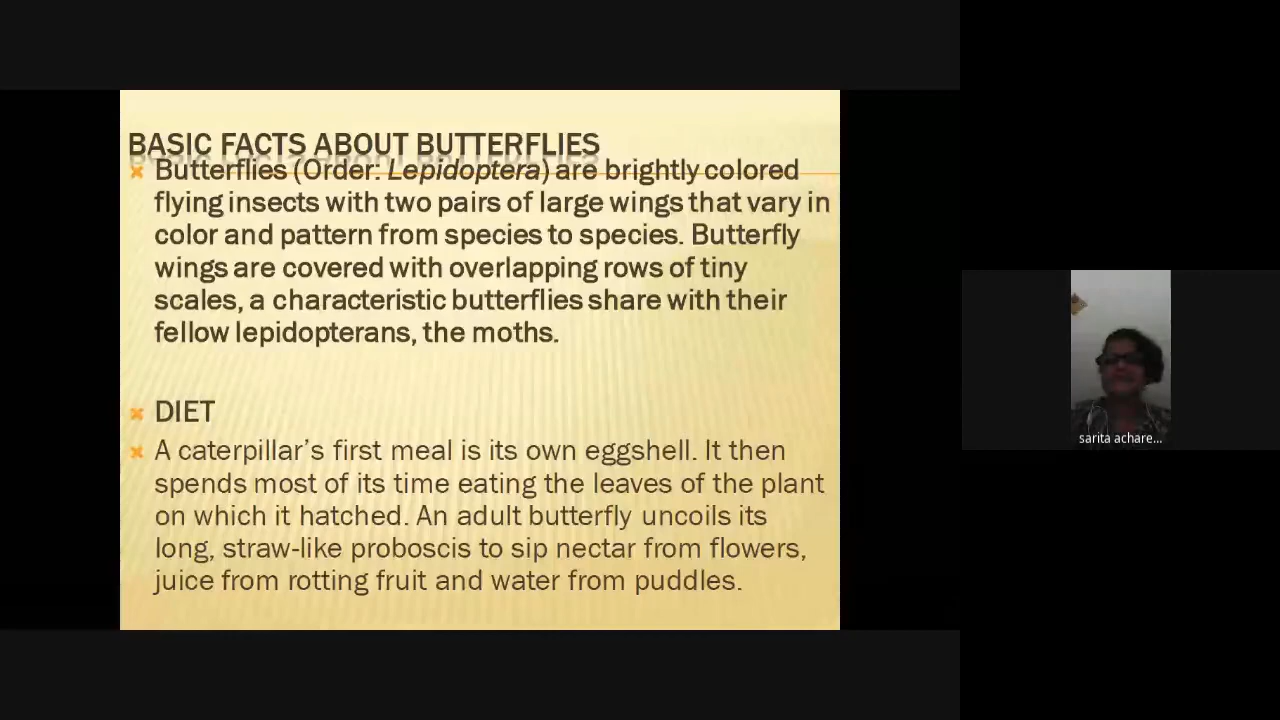 BASIC FACTS ABOUT BUTTERFLIES
Butterflies (Order: Lepidoptera) are brightly colored
flying insects with two pairs of large wings that vary in
color and pattern from species to species. Butterfly
wings are covered with overlapping rows of tiny
scales, a characteristic butterflies share with their
fellow lepidopterans, the moths.
DIET
A caterpillar’s first meal is its own eggshell. It then
spends most of its time eating the leaves of the plant
on which it hatched. An adult butterfly uncoils its
long, straw-like proboscis to sip nectar from flowers,
juice from rotting fruit and water from puddles.
sarita achare...